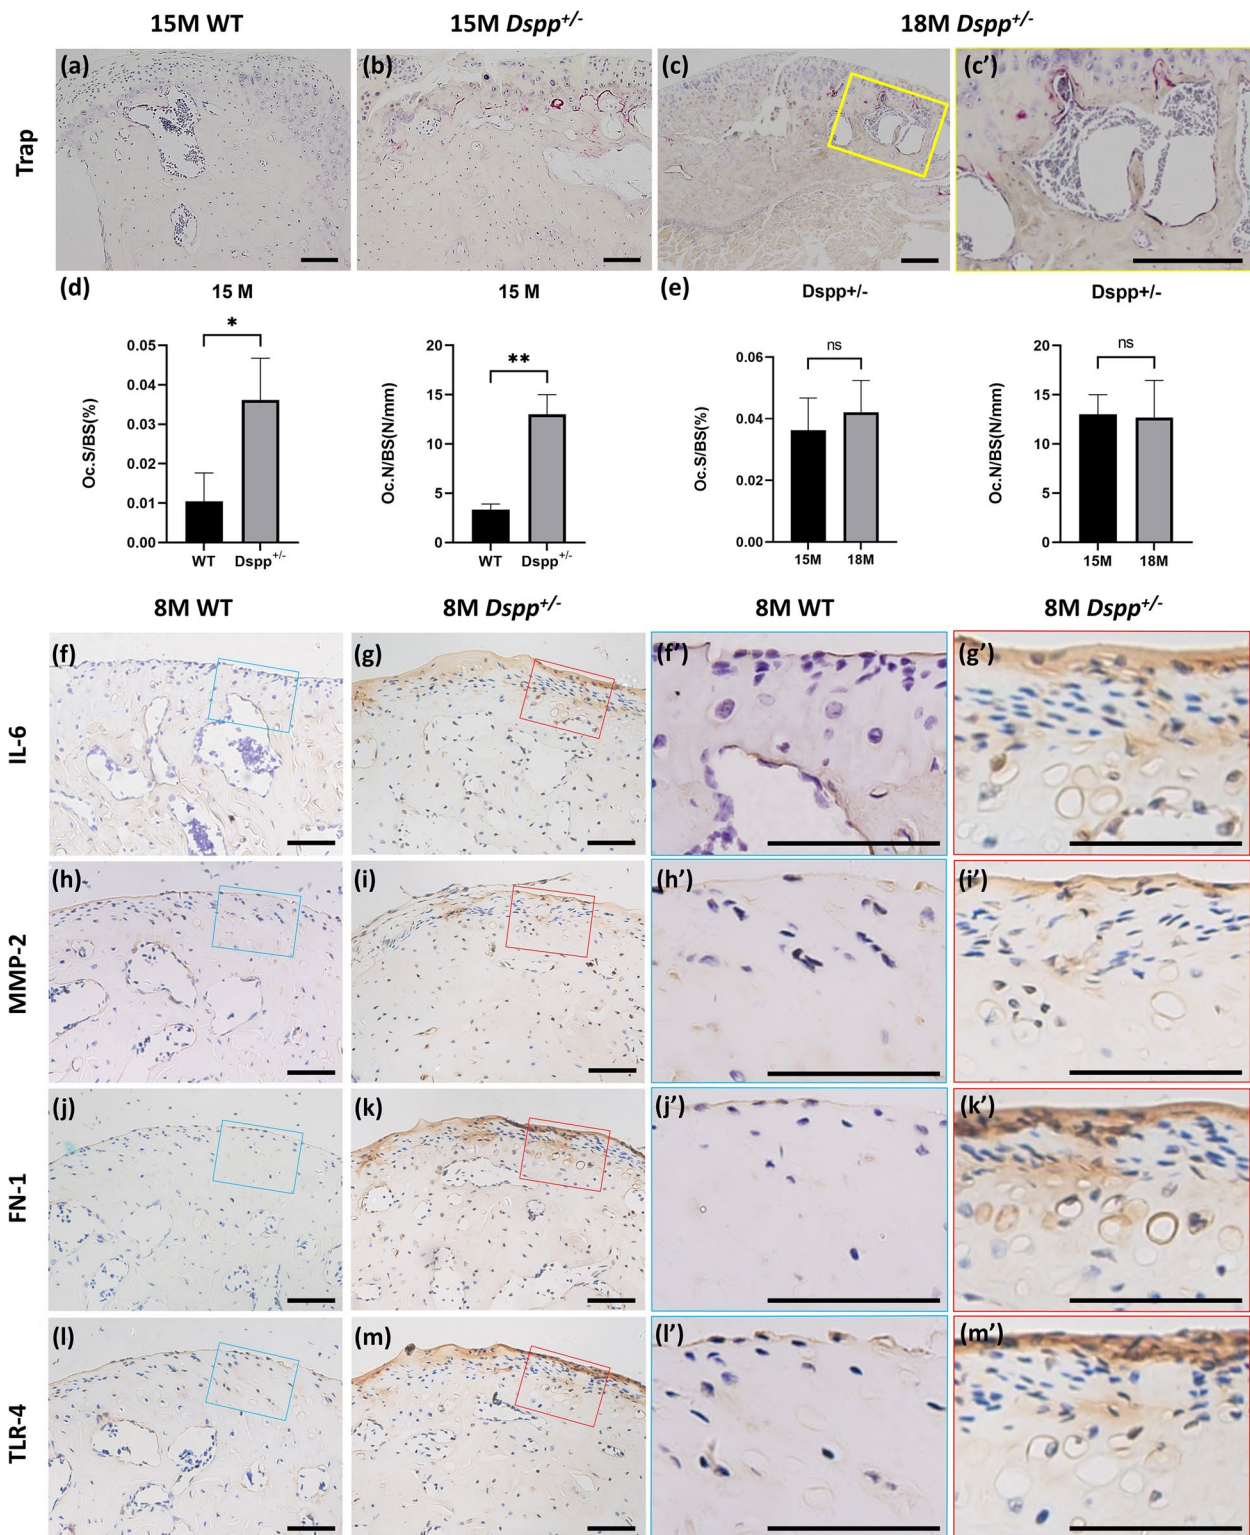 15M WT
15M Dspp+/-
18M Dspp+/-
Trap
(a)
(b)
(c)
(c’)
(d)
15 M
15 M
(e)
Dspp+/-
Dspp+/-
Oc.S/BS(%)
0.05
0.04
0.03
0.02
0.01
0.00
*
WT
Dspp+/-
Oc.N/BS(N/mm)
20
15
10
5
0
**
WT
Dspp+/-
Oc.S/BS(%)
0.06
0.04
0.02
0.00
ns
15M
18M
Oc.N/BS(N/mm)
20
15
10
5
0
ns
15M
18M
8M WT
8M Dspp+/-
8M WT
8M Dspp+/-
IL-6
(f)
(g)
(f’)
(g’)
MMP-2
(h)
(i)
(h’)
(i’)
FN-1
(j)
(k)
(j’)
(k’)
TLR-4
(l)
(m)
(l’)
(m’)